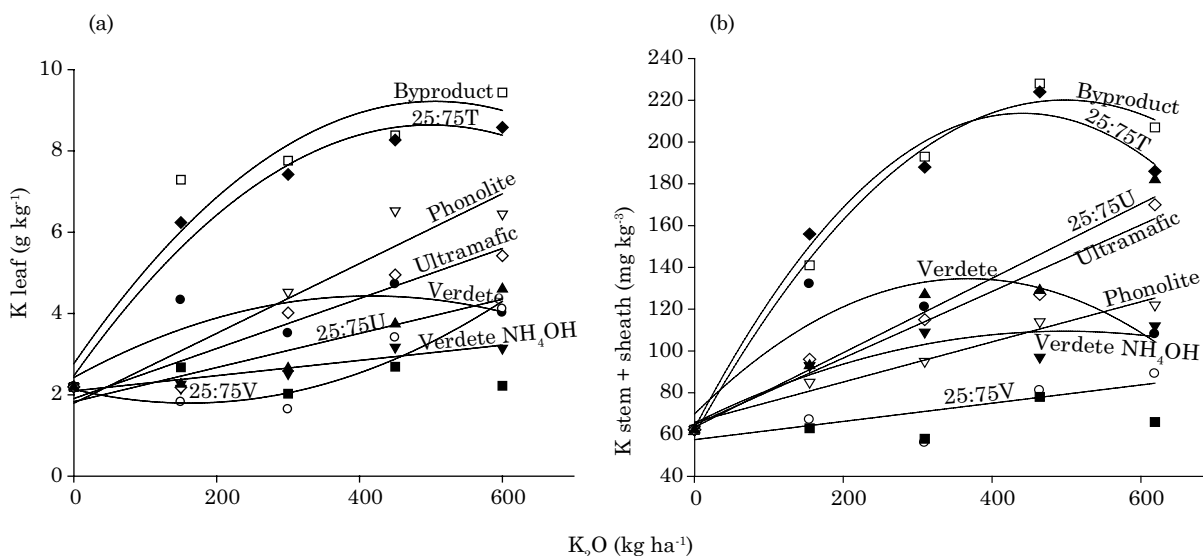 (a)
10
8
6
4
2
0
0
200
400
600
K leaf (g kg⁻¹)
Byproduct
25:75T
Phonolite
Ultramafic
Verdete
25:75U
Verdete NH₄OH
25:75V
(b)
240
220
200
180
160
140
120
100
80
60
40
0
200
400
600
K stem + sheath (mg kg⁻³)
Byproduct
25:75T
25:75U
Ultramafic
Verdete
Phonolite
Verdete NH₄OH
25:75V
K₂O (kg ha⁻¹)